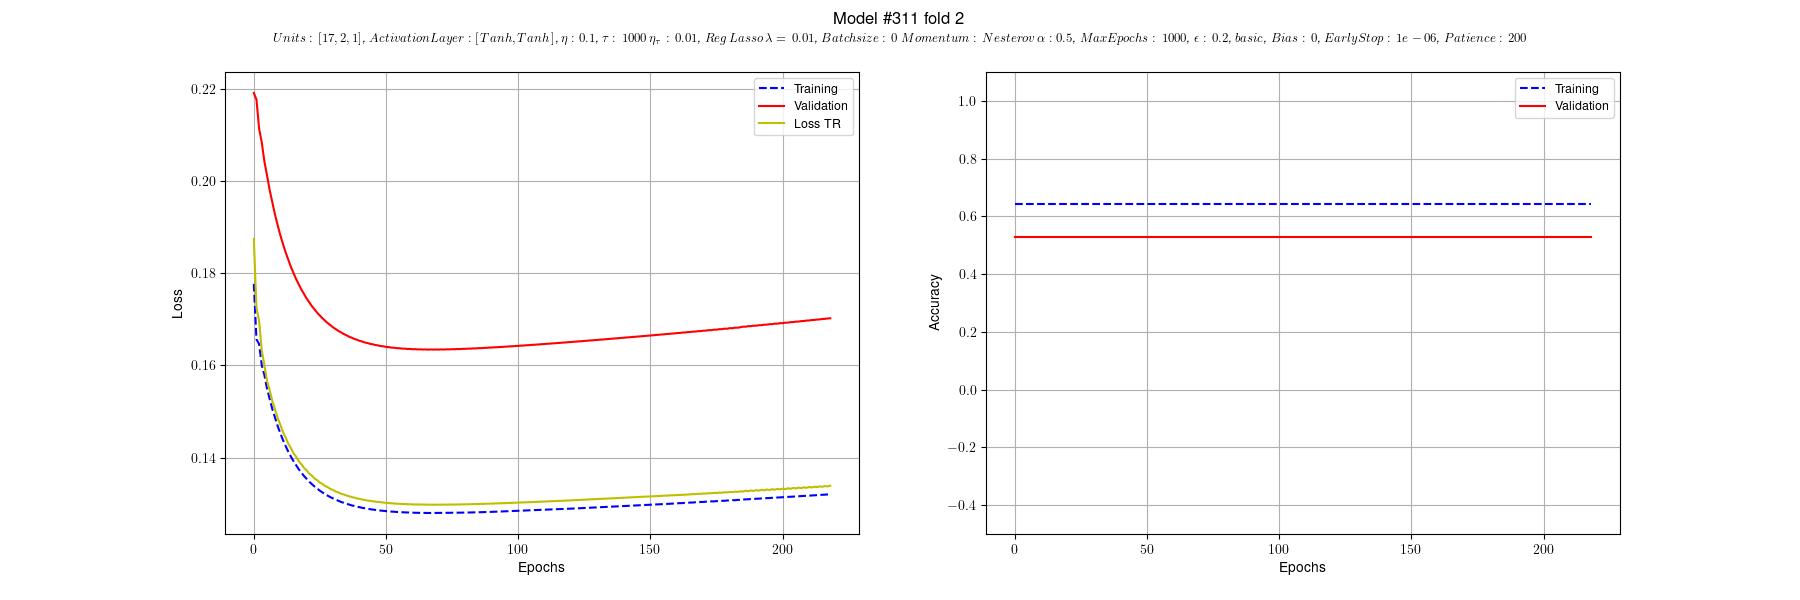 Model #311 fold 2
Units : [17, 2, 1], ActivationLayer : [Tanh, Tanh], η : 0.1, τ : 1000 η_τ : 0.01, Reg Lasso λ = 0.01, Batchsize : 0 Momentum : Nesterov α : 0.5, MaxEpochs : 1000, ϵ : 0.2, basic, Bias : 0, EarlyStop : 1e − 06, Patience : 200
0.22
0.20
0.18
0.16
0.14
Loss
Training
Validation
Loss TR
0 50 100 150 200
Epochs
1.0
0.8
0.6
0.4
0.2
0.0
−0.2
−0.4
Accuracy
Training
Validation
0 50 100 150 200
Epochs